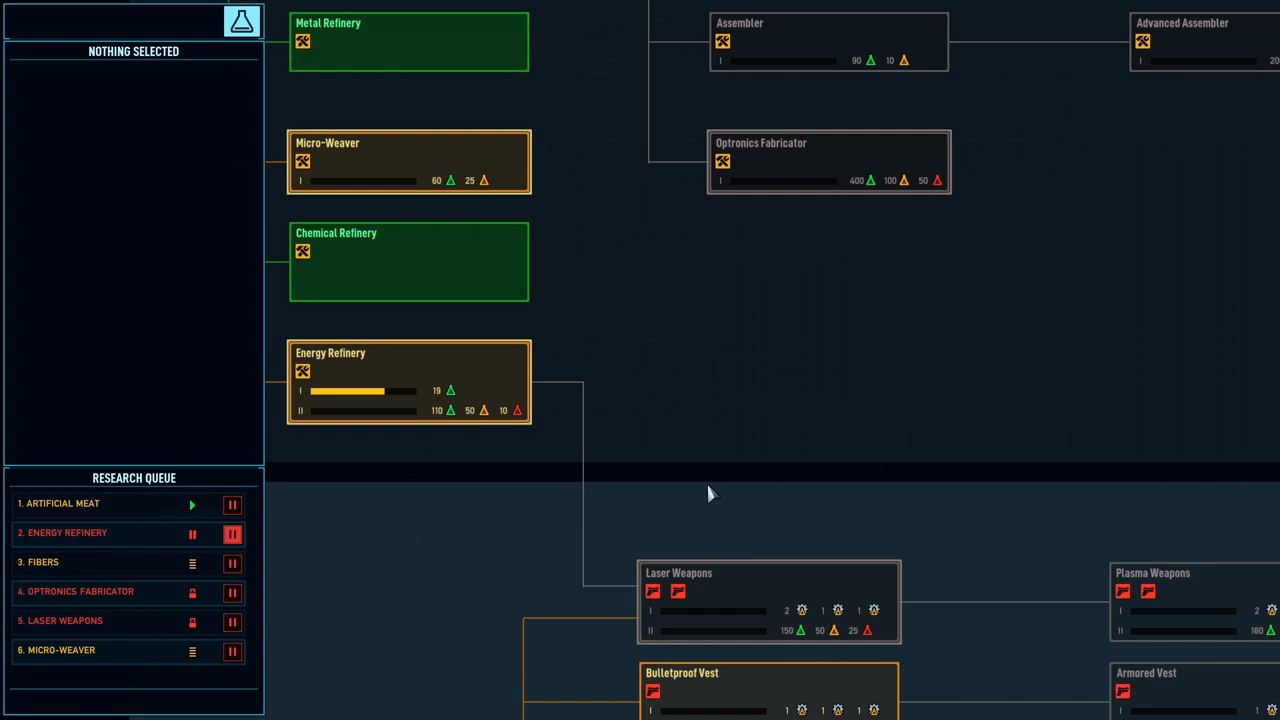 NOTHING SELECTED
Metal Refinery
Assembler
I 90 10
Advanced Assembler
I 20
Micro-Weaver
I 60 25
Optronics Fabricator
I 400 100 50
Chemical Refinery
Energy Refinery
I 19
II 110 50 10
RESEARCH QUEUE
1. ARTIFICIAL MEAT
2. ENERGY REFINERY
3. FIBERS
4. OPTRONICS FABRICATOR
5. LASER WEAPONS
6. MICRO-WEAVER
Laser Weapons
I 2 1 1
II 150 50 25
Plasma Weapons
I 2
II 180
Bulletproof Vest
I 1 1 1
Armored Vest
I 1